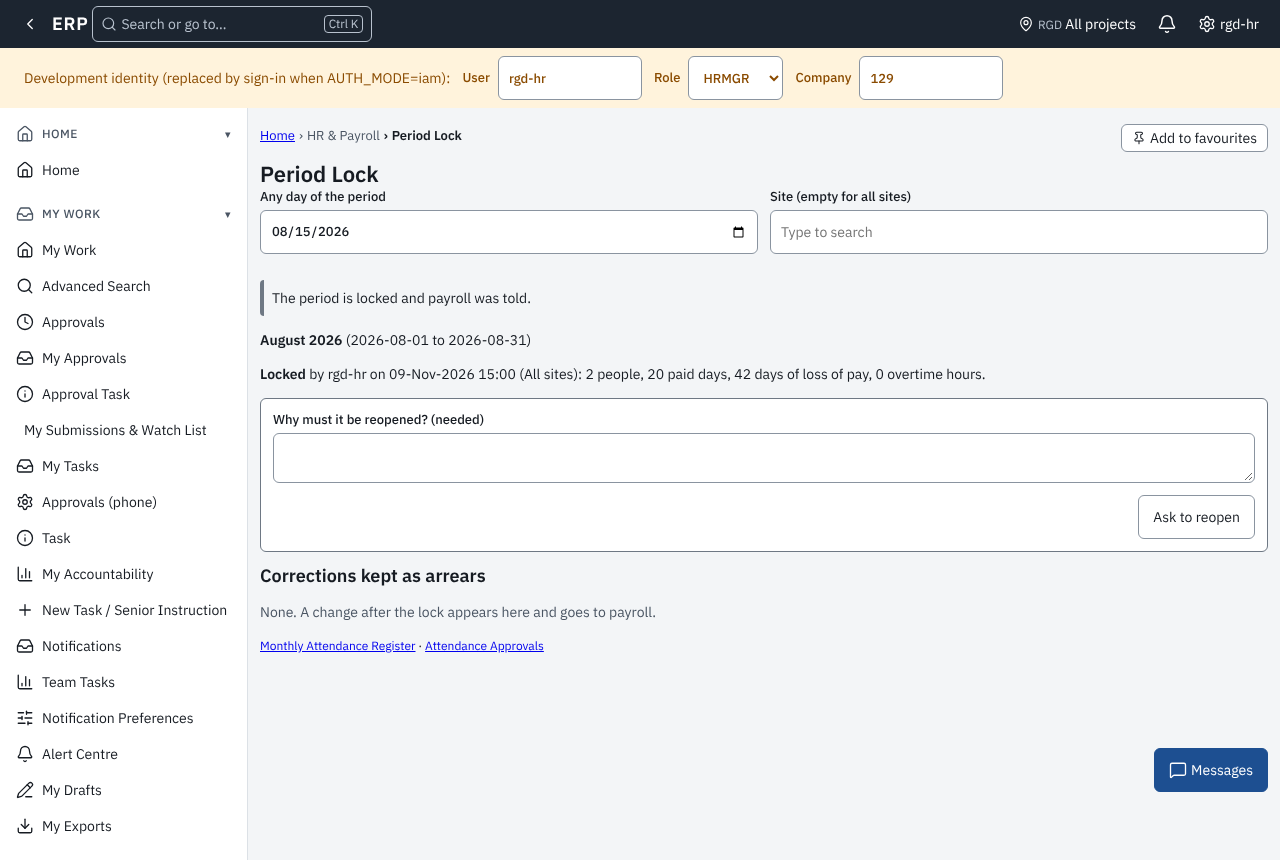 ERP Search or go to... Ctrl K RGD All projects rgd-hr
Development identity (replaced by sign-in when AUTH_MODE=iam): User rgd-hr Role HRMGR Company 129
HOME
Home
MY WORK
My Work
Advanced Search
Approvals
My Approvals
Approval Task
My Submissions & Watch List
My Tasks
Approvals (phone)
Task
My Accountability
New Task / Senior Instruction
Notifications
Team Tasks
Notification Preferences
Alert Centre
My Drafts
My Exports
Home › HR & Payroll › Period Lock
Add to favourites
Period Lock
Any day of the period
08/15/2026
Site (empty for all sites)
Type to search
The period is locked and payroll was told.
August 2026 (2026-08-01 to 2026-08-31)
Locked by rgd-hr on 09-Nov-2026 15:00 (All sites): 2 people, 20 paid days, 42 days of loss of pay, 0 overtime hours.
Why must it be reopened? (needed)
Ask to reopen
Corrections kept as arrears
None. A change after the lock appears here and goes to payroll.
Monthly Attendance Register · Attendance Approvals
Messages